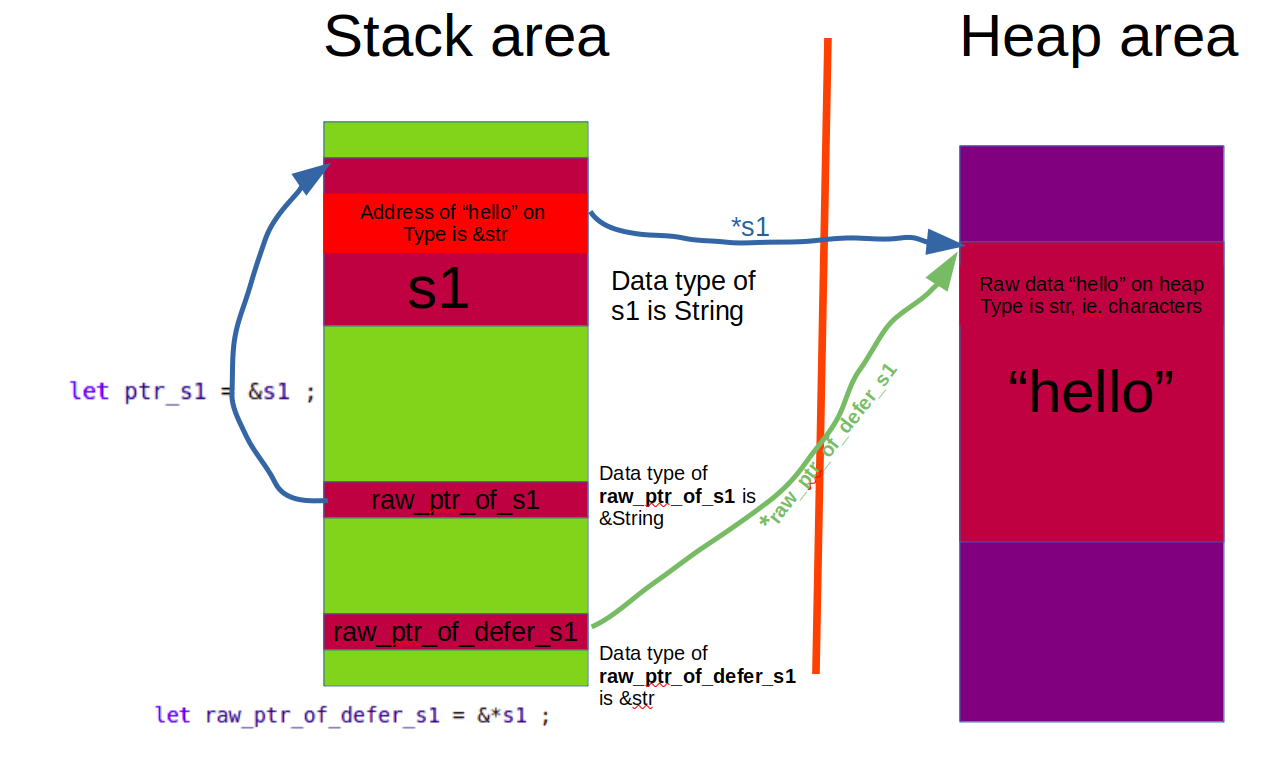 Stack area
Heap area
Address of “hello” on
Type is &str
s1
*s1
Data type of
s1 is String
Raw data “hello” on heap
Type is str, ie. characters
“hello”
let ptr_s1 = &s1 ;
*raw_ptr_of_defer_s1
Data type of
raw_ptr_of_s1 is
&String
raw_ptr_of_s1
raw_ptr_of_defer_s1
Data type of
raw_ptr_of_defer_s1
is &str
let raw_ptr_of_defer_s1 = &*s1 ;